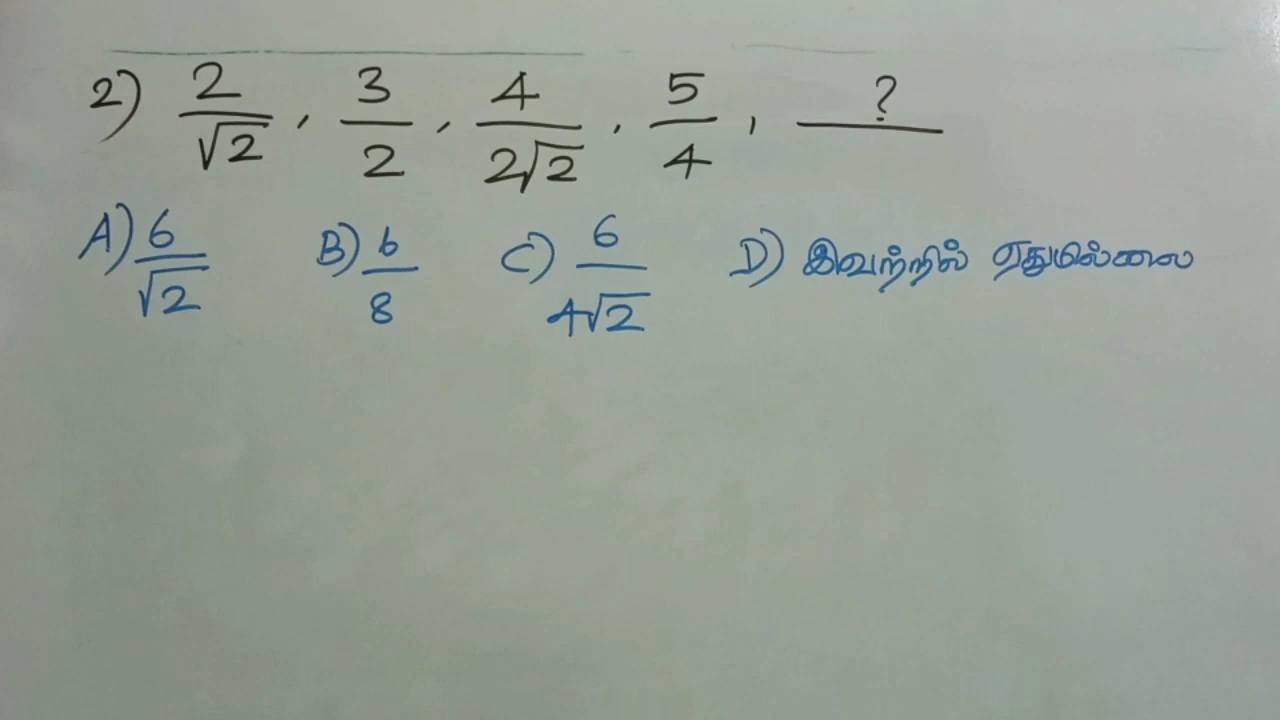 2) 2/√2 , 3/2 , 4/2√2 , 5/4 , ?
A) 6/√2 B) 6/8 C) 6/4√2 D) இவற்றில் ஏதுமில்லை